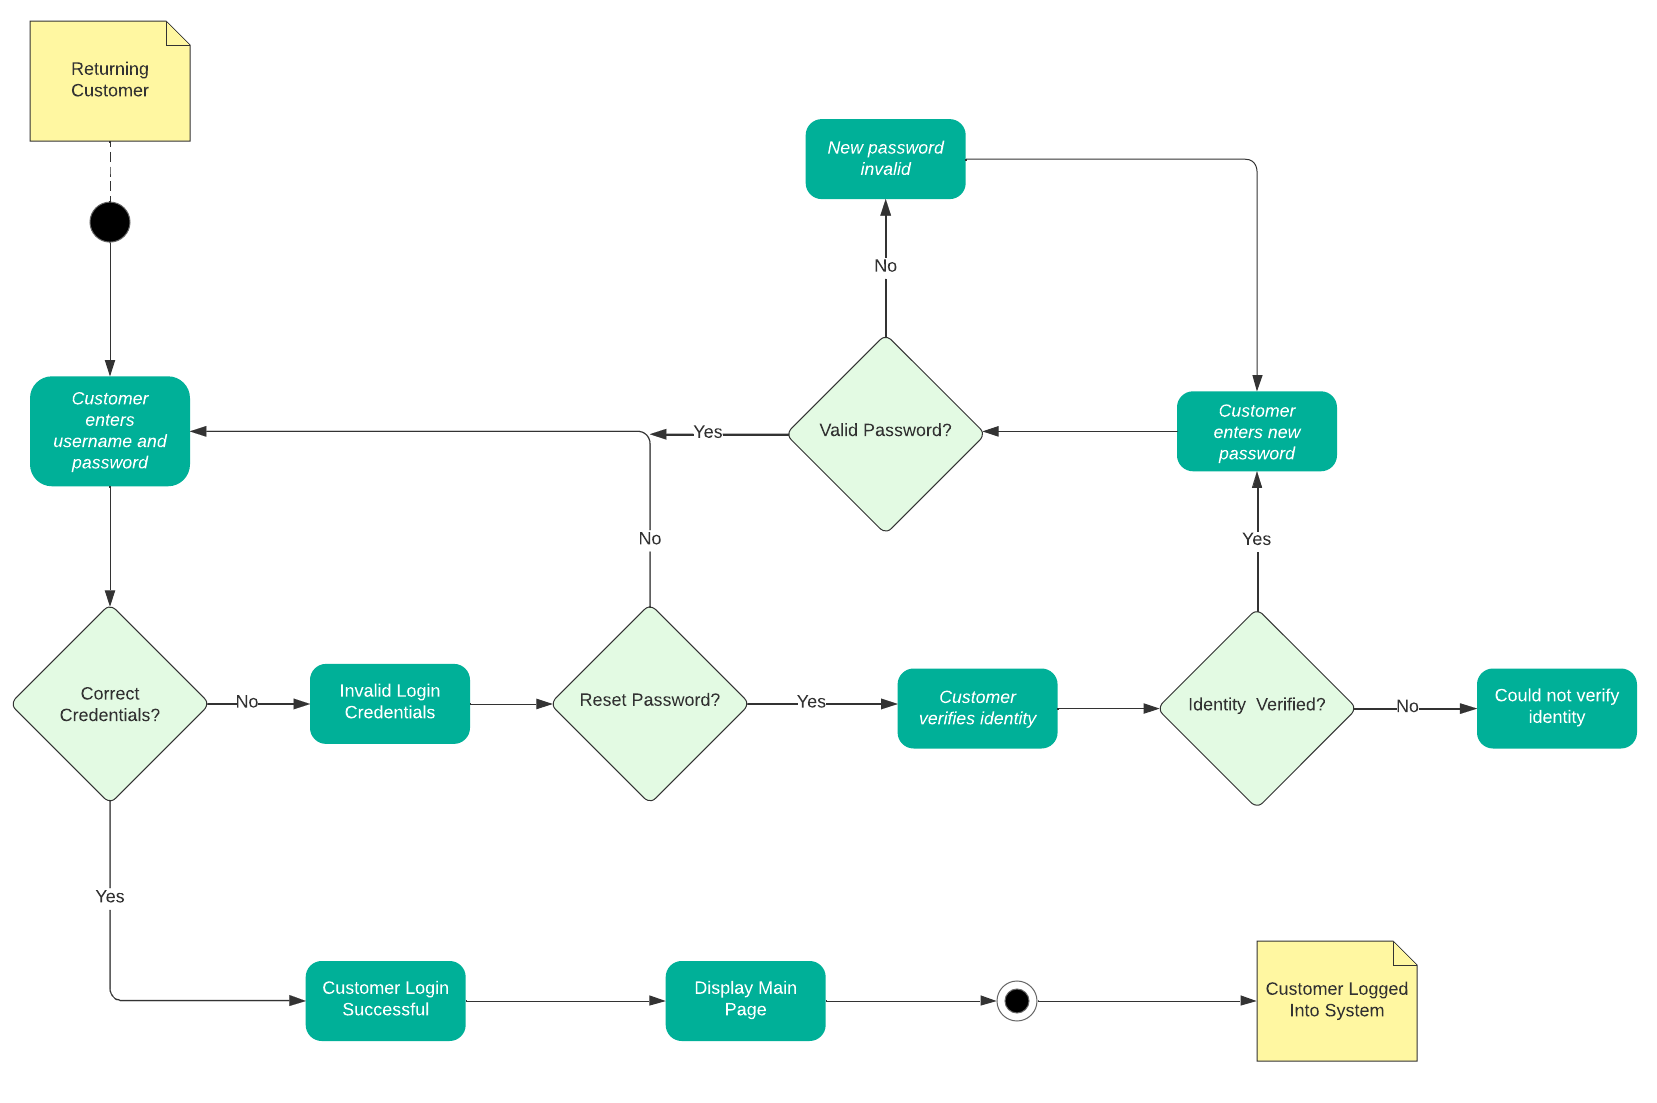 Returning
Customer
New password
invalid
No
Customer
enters
username and
password
Yes
Valid Password?
Customer
enters new
password
No
Yes
Correct
Credentials?
No
Invalid Login
Credentials
Reset Password?
Yes
Customer
verifies identity
Identity  Verified?
No
Could not verify
identity
Yes
Customer Login
Successful
Display Main
Page
Customer Logged
Into System